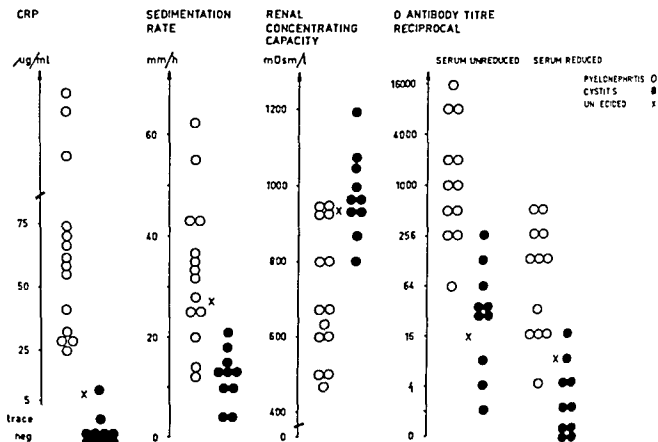 CRP
µg/ml
75
50
25
5
trace
neg
SEDIMENTATION
RATE
mm/h
60
40
20
0
RENAL
CONCENTRATING
CAPACITY
mOsm/l
1200
1000
800
600
400
0
O ANTIBODY TITRE
RECIPROCAL
SERUM UNREDUCED SERUM REDUCED
16000
4000
1000
256
64
15
4
0
PYELONEPHRITIS O
CYSTITIS ●
UNDECIDED x